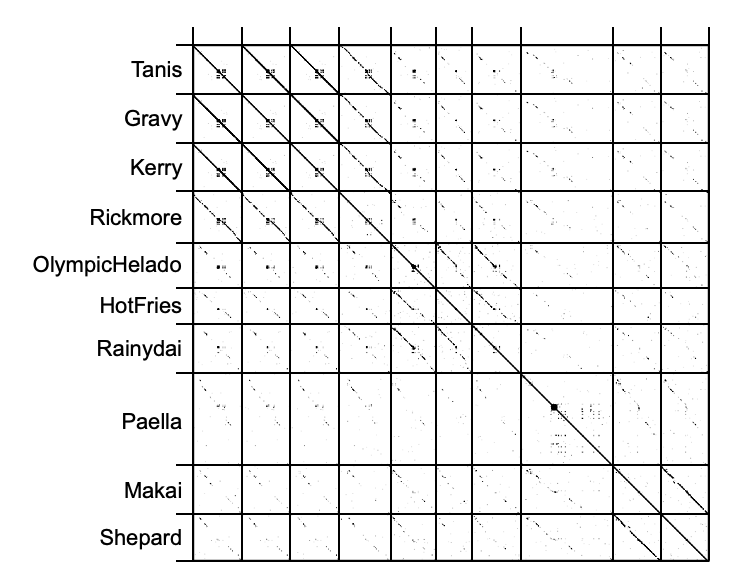 Tanis
Gravy
Kerry
Rickmore
OlympicHelado
HotFries
Rainydai
Paella
Makai
Shepard